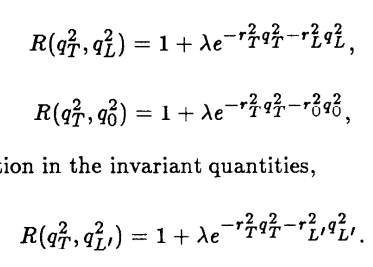 R(q_T^2, q_L^2) = 1 + λe^{-r_T^2 q_T^2 - r_L^2 q_L^2},
R(q_T^2, q_0^2) = 1 + λe^{-r_T^2 q_T^2 - r_0^2 q_0^2},
tion in the invariant quantities,
R(q_T^2, q_{L'}^2) = 1 + λe^{-r_T^2 q_T^2 - r_{L'}^2 q_{L'}^2}.